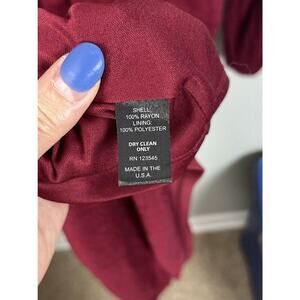 SHELL:
100% RAYON
LINING:
100% POLYESTER
DRY CLEAN
ONLY
RN 123545
MADE IN THE
U.S.A.